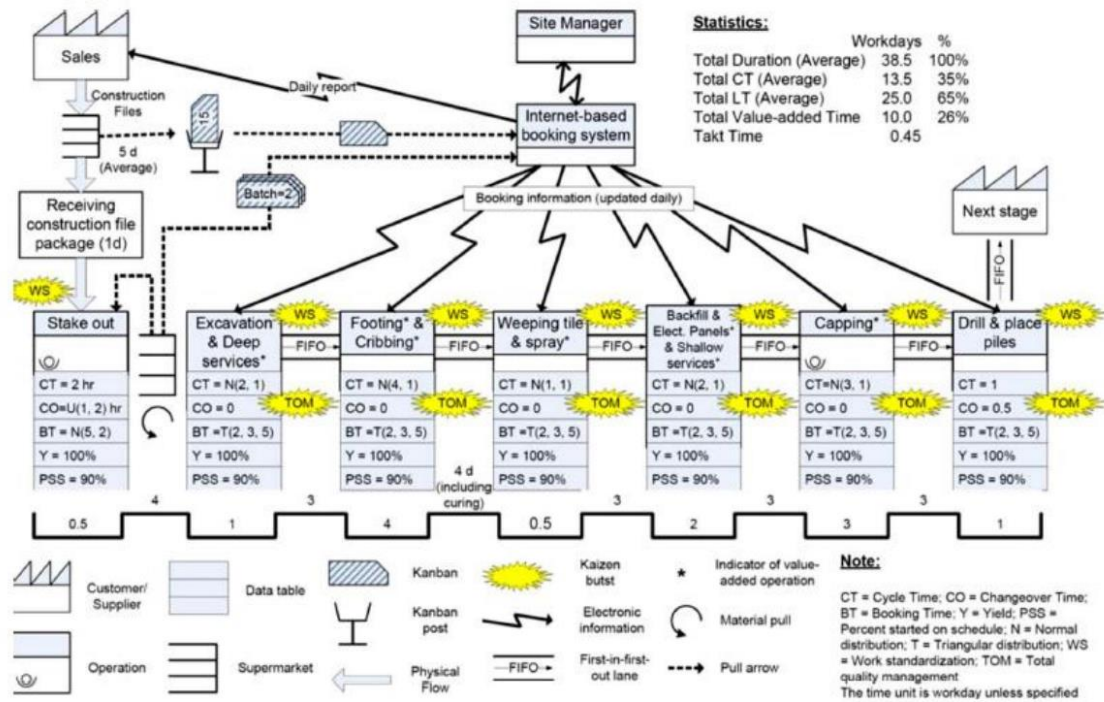 Sales
Site Manager
Statistics:
Workdays %
Total Duration (Average) 38.5 100%
Total CT (Average) 13.5 35%
Total LT (Average) 25.0 65%
Total Value-added Time 10.0 26%
Takt Time 0.45
Daily report
Construction
Files
15
Internet-based
booking system
5 d
(Average)
Batch=2
Receiving
construction file
package (1d)
Booking information (updated daily)
Next stage
FIFO
WS
Stake out
CT = 2 hr
CO=U(1, 2) hr
BT = N(5, 2)
Y = 100%
PSS = 90%
Excavation
& Deep
services*
CT = N(2, 1)
CO = 0
BT =T(2, 3, 5)
Y = 100%
PSS = 90%
WS
FIFO
TOM
Footing* &
Cribbing*
CT = N(4, 1)
CO = 0
BT =T(2, 3, 5)
Y = 100%
PSS = 90%
WS
FIFO
TOM
4 d
(including
curing)
Weeping tile
& spray*
CT = N(1, 1)
CO = 0
BT =T(2, 3, 5)
Y = 100%
PSS = 90%
WS
FIFO
TOM
Backfill &
Elect. Panels*
& Shallow
services*
CT = N(2, 1)
CO = 0
BT =T(2, 3, 5)
Y = 100%
PSS = 90%
WS
FIFO
TOM
Capping*
CT=N(3, 1)
CO = 0
BT =T(2, 3, 5)
Y = 100%
PSS = 90%
WS
FIFO
TOM
Drill & place
piles
CT = 1
CO = 0.5
BT =T(2, 3, 5)
Y = 100%
PSS = 90%
WS
TOM
4 3 3 3 3
0.5 1 4 0.5 2 3 1
Customer/
Supplier
Data table
Kanban
Kaizen
butst
* Indicator of value-
added operation
Operation
Supermarket
Kanban
post
Physical
Flow
Electronic
information
FIFO
First-in-first-
out lane
Material pull
Pull arrow
Note:
CT = Cycle Time; CO = Changeover Time;
BT = Booking Time; Y = Yield; PSS =
Percent started on schedule; N = Normal
distribution; T = Triangular distribution; WS
= Work standardization; TOM = Total
quality management
The time unit is workday unless specified